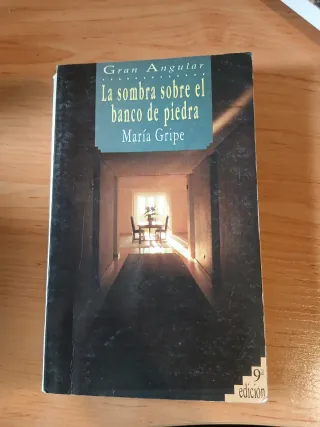 Gran Angular
La sombra sobre el
banco de piedra
María Gripe
9ª
edición